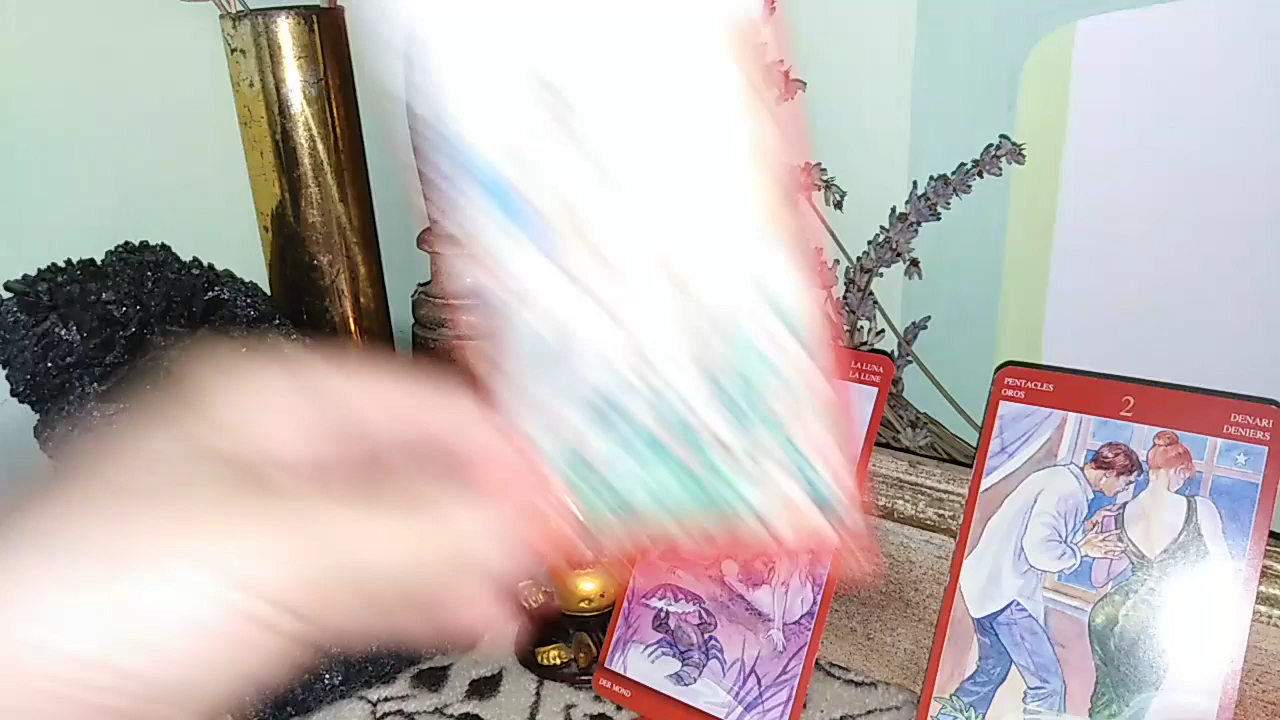 LA LUNA
LA LUNE
DER MOND
PENTACLES
OROS
2
DENARI
DENIERS